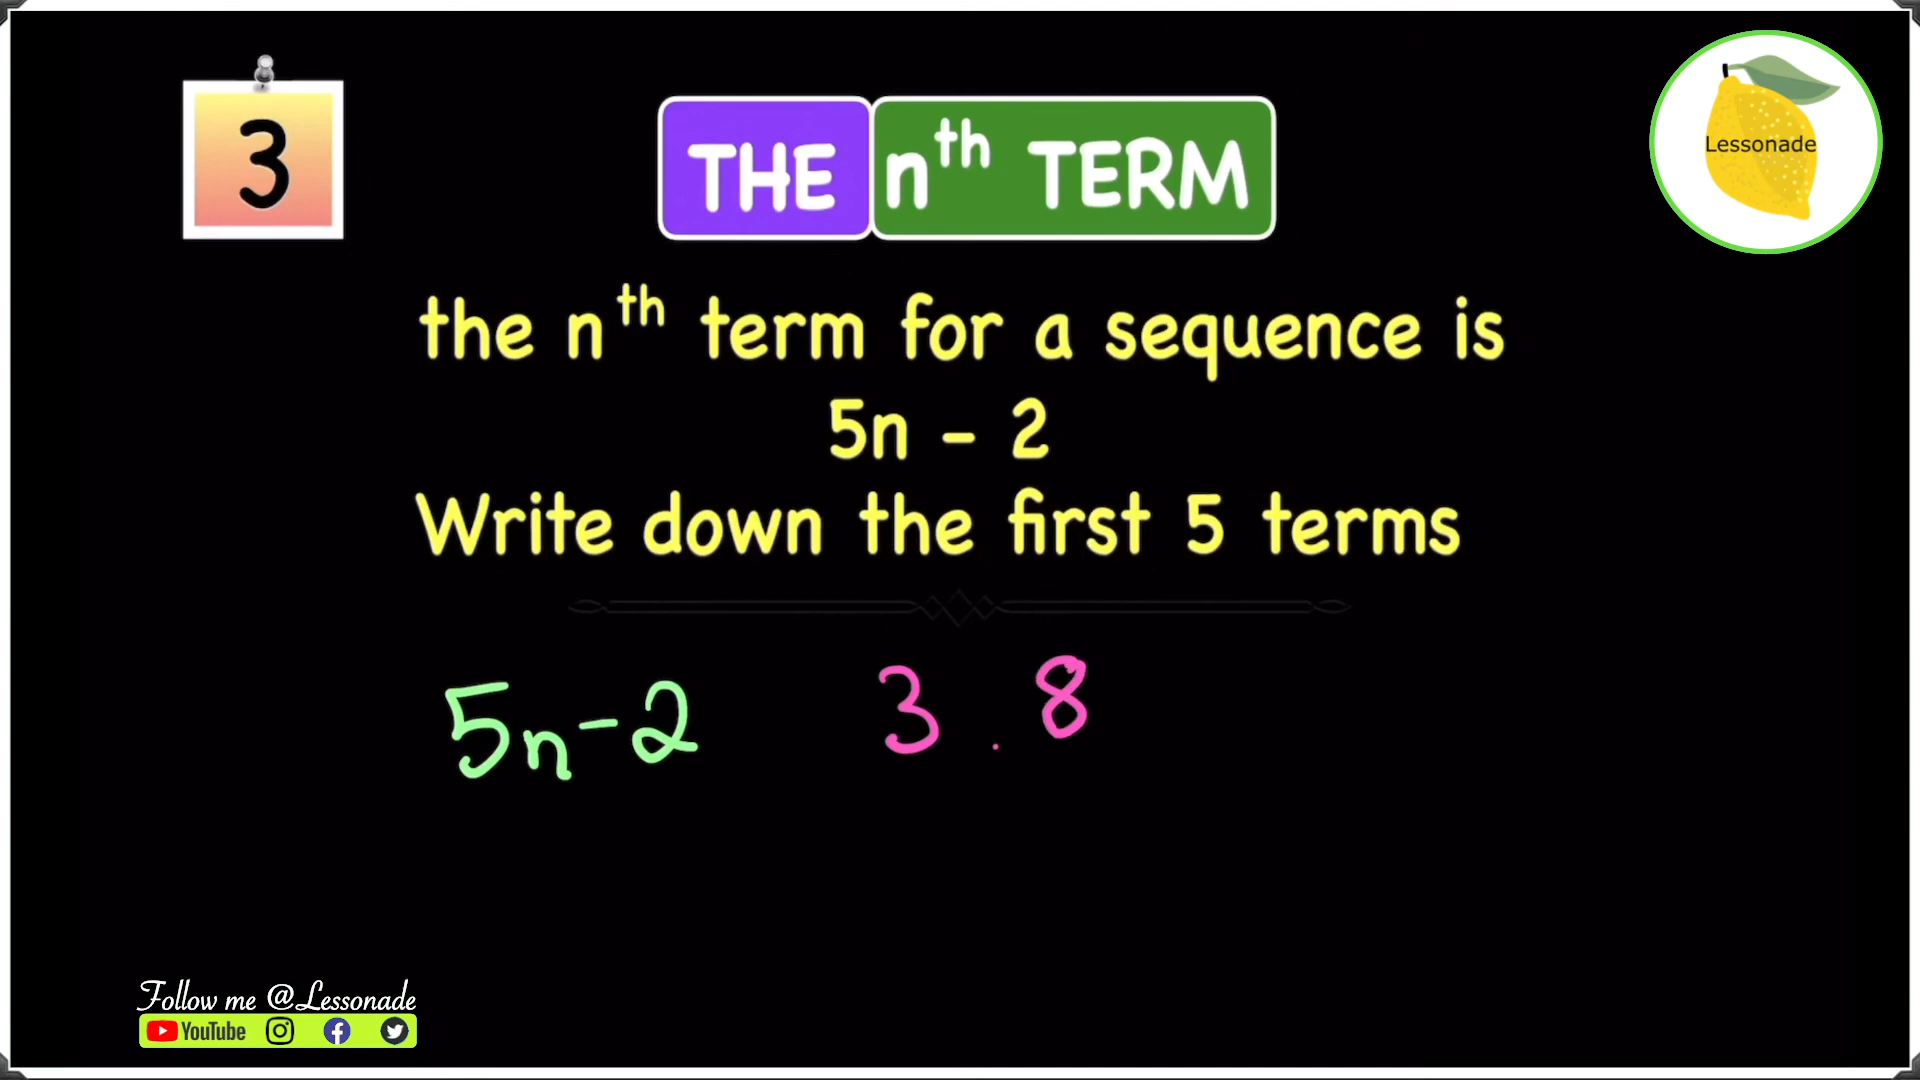 3
THE nth TERM
Lessonade
the nth term for a sequence is
5n - 2
Write down the first 5 terms
5n-2 3 . 8
Follow me @Lessonade
YouTube